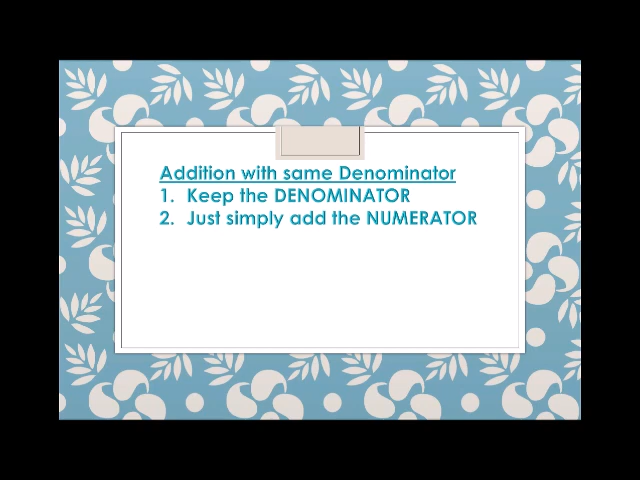 Addition with same Denominator
1. Keep the DENOMINATOR
2. Just simply add the NUMERATOR